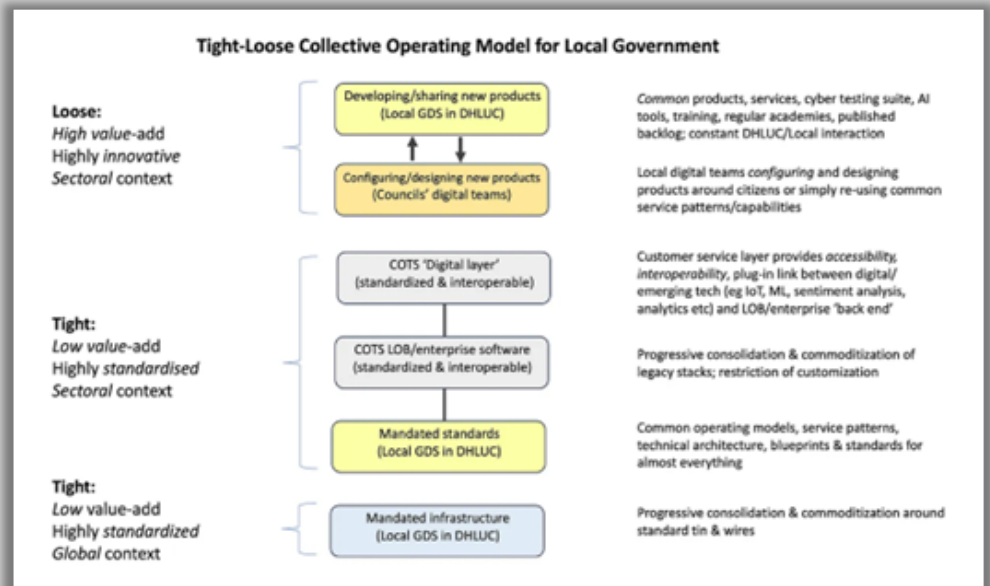 Tight-Loose Collective Operating Model for Local Government
Loose:
High value-add
Highly innovative
Sectoral context
Developing/sharing new products
(Local GDS in DHLUC)
Common products, services, cyber testing suite, AI
tools, training, regular academies, published
backlog; constant DHLUC/Local interaction
Configuring/designing new products
(Councils' digital teams)
Local digital teams configuring and designing
products around citizens or simply re-using common
service patterns/capabilities
Tight:
Low value-add
Highly standardised
Sectoral context
COTS 'Digital layer'
(standardized & interoperable)
Customer service layer provides accessibility,
interoperability, plug-in link between digital/
emerging tech (eg IoT, ML, sentiment analysis,
analytics etc) and LOB/enterprise 'back end'
COTS LOB/enterprise software
(standardized & interoperable)
Progressive consolidation & commoditization of
legacy stacks; restriction of customization
Mandated standards
(Local GDS in DHLUC)
Common operating models, service patterns,
technical architecture, blueprints & standards for
almost everything
Tight:
Low value-add
Highly standardized
Global context
Mandated infrastructure
(Local GDS in DHLUC)
Progressive consolidation & commoditization around
standard tin & wires